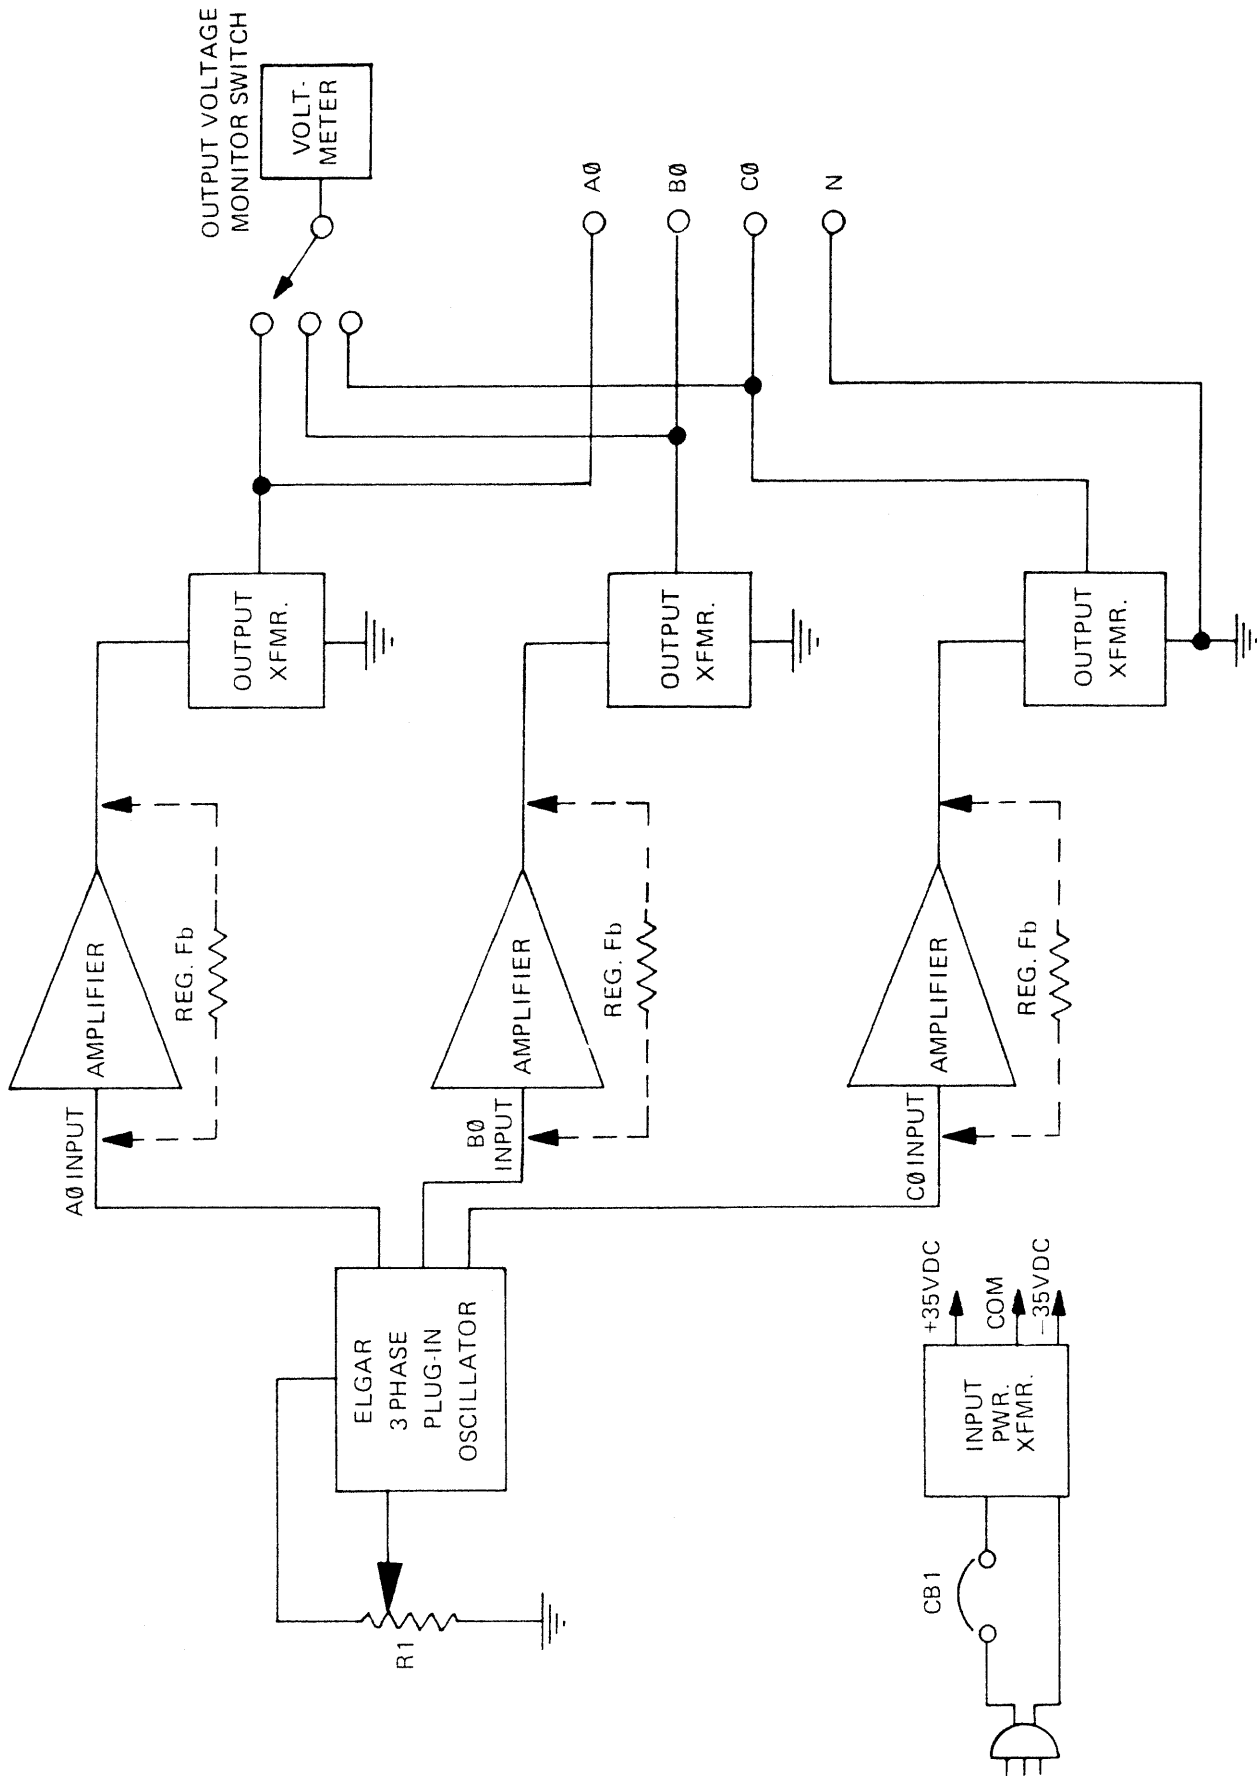 OUTPUT VOLTAGE
MONITOR SWITCH
VOLT-
METER
AØ
BØ
CØ
N
OUTPUT
XFMR.
OUTPUT
XFMR.
OUTPUT
XFMR.
AMPLIFIER
REG. Fb
AMPLIFIER
REG. Fb
AMPLIFIER
REG. Fb
AØ INPUT
BØ
INPUT
CØ INPUT
ELGAR
3 PHASE
PLUG-IN
OSCILLATOR
R1
+35VDC
COM
–35VDC
INPUT
PWR.
XFMR.
CB1